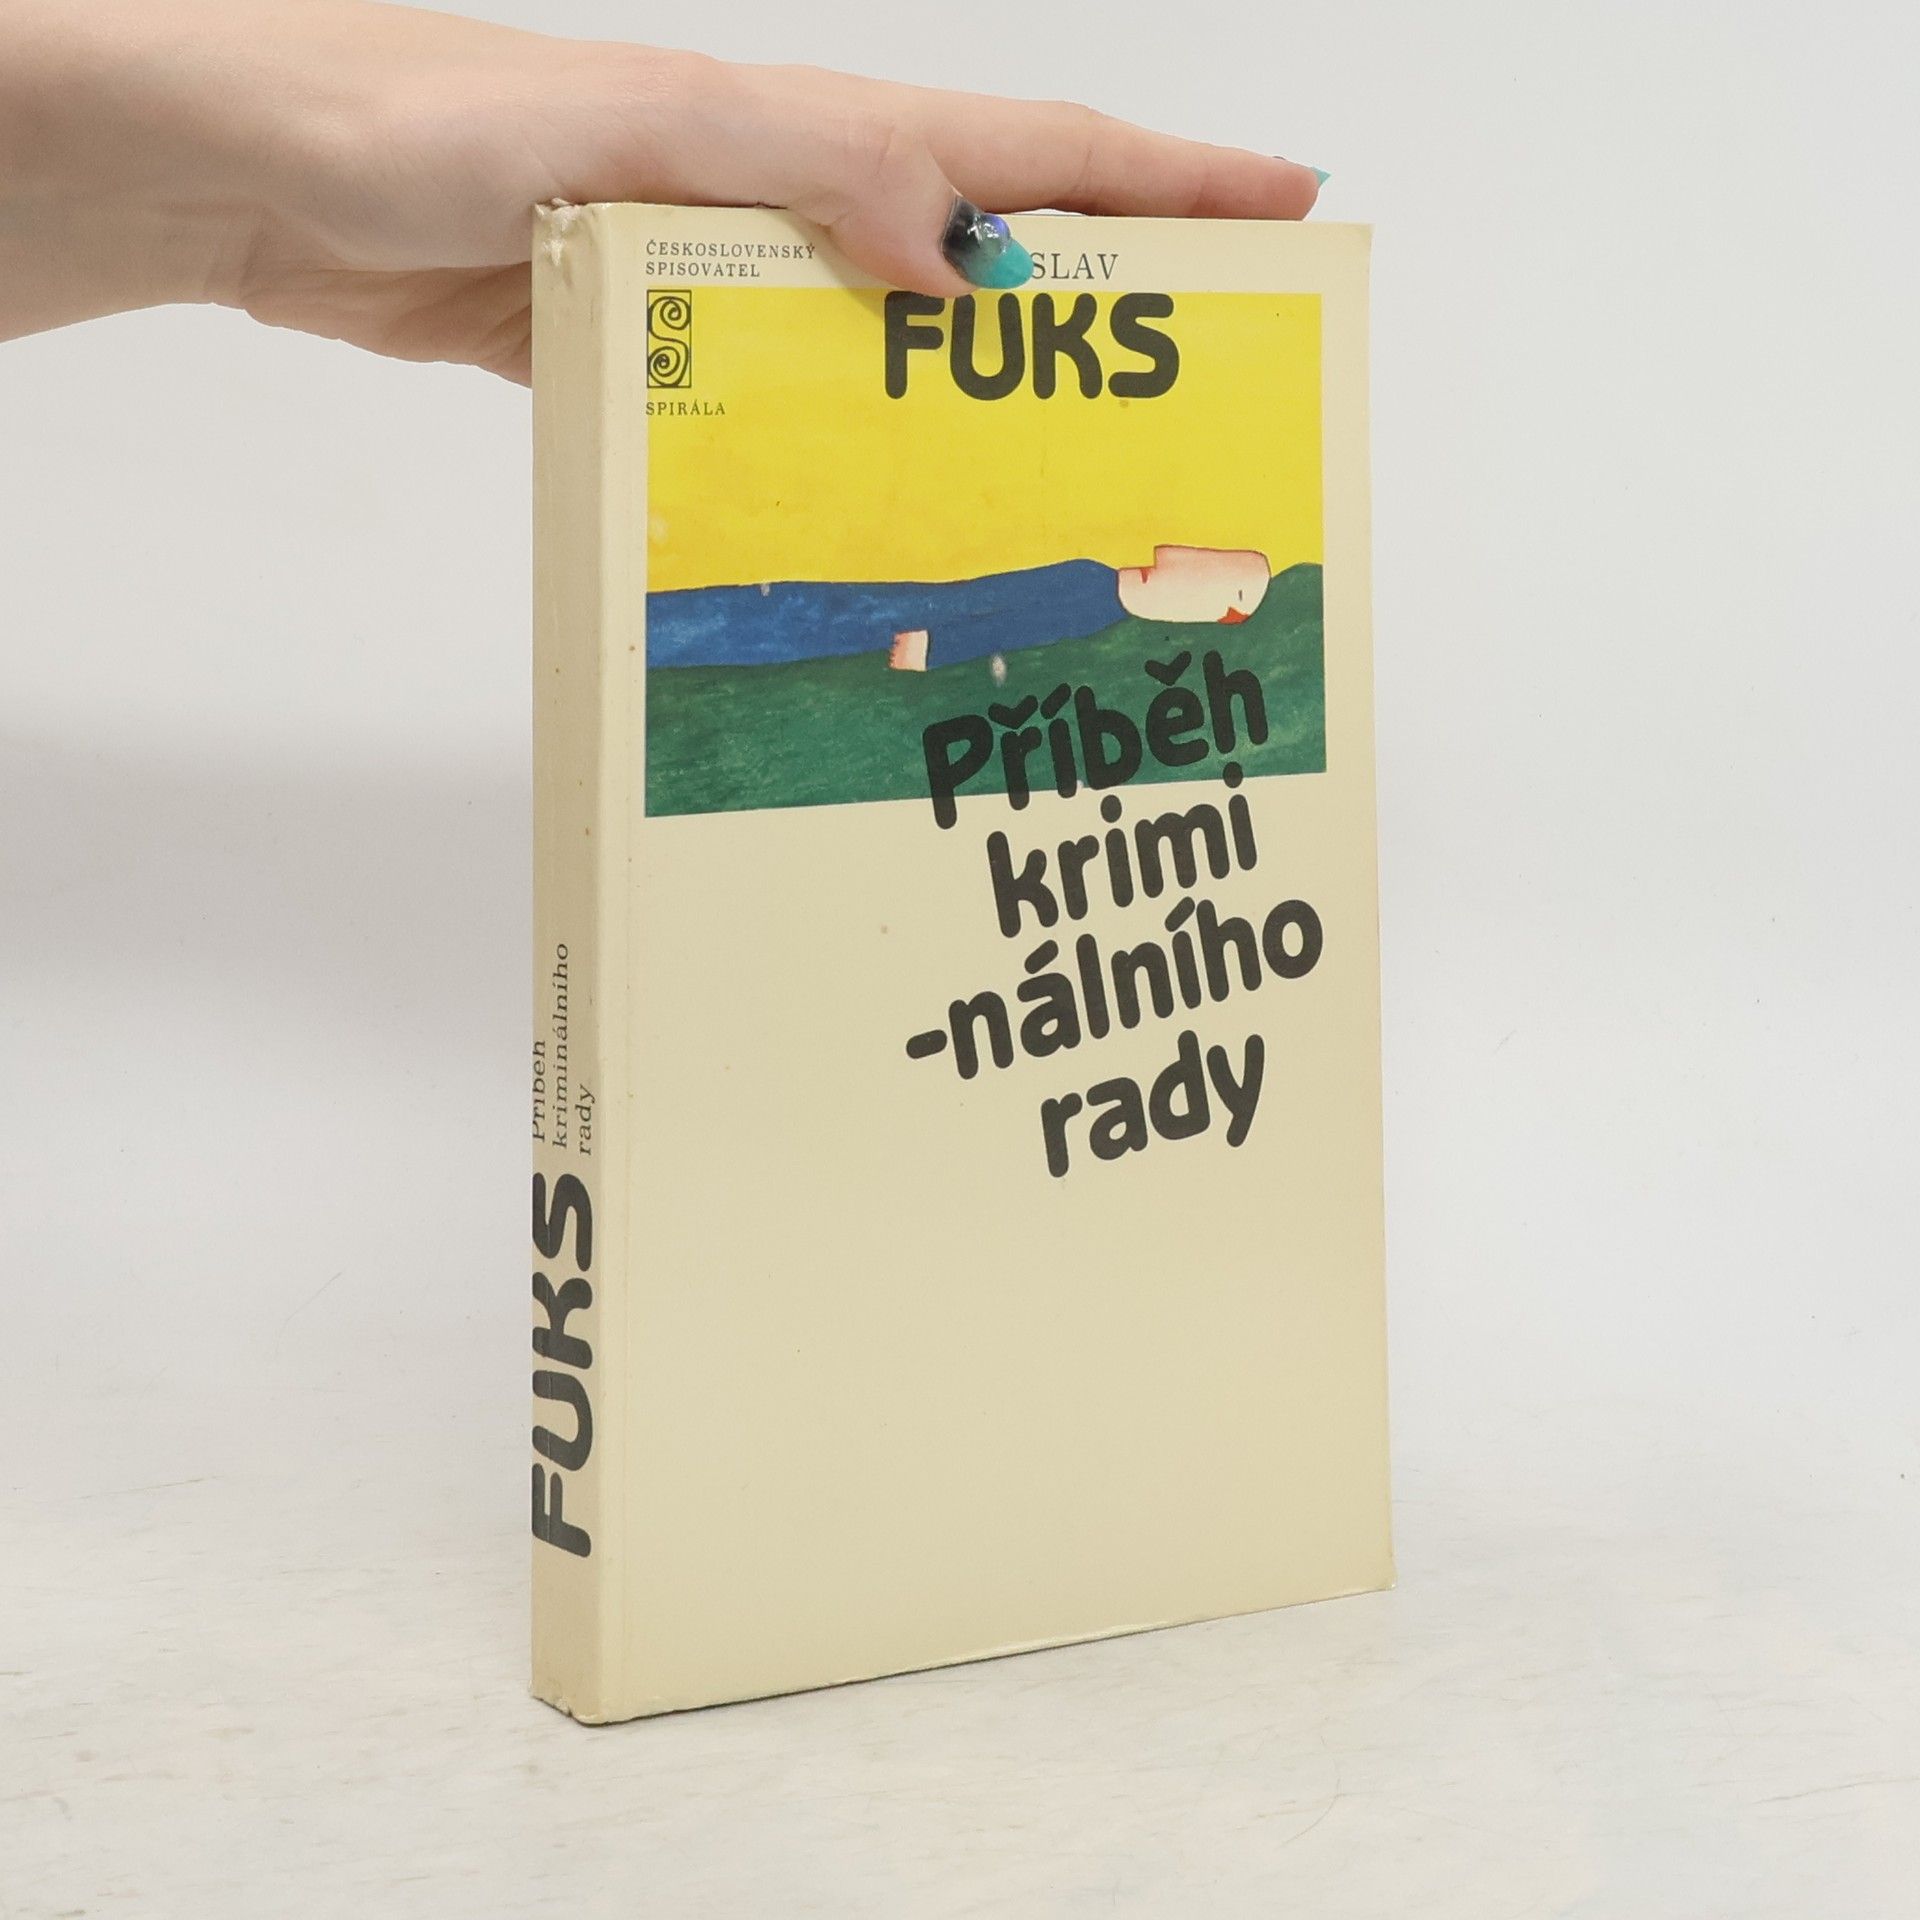 ČESKOSLOVENSKÝ
SPISOVATEL
SPIRÁLA
SLAV
FUKS
Příběh
krimi
-nálního
rady
FUKS
Příběh
kriminálního
rady